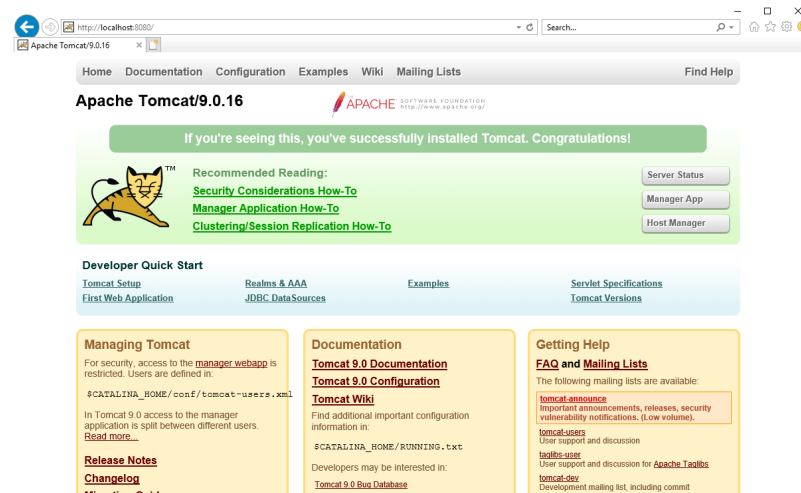 http://localhost:8080/
Search...
Apache Tomcat/9.0.16
Home Documentation Configuration Examples Wiki Mailing Lists Find Help
Apache Tomcat/9.0.16
THE APACHE SOFTWARE FOUNDATION
http://www.apache.org/
If you're seeing this, you've successfully installed Tomcat. Congratulations!
TM
Recommended Reading:
Security Considerations How-To
Manager Application How-To
Clustering/Session Replication How-To
Server Status
Manager App
Host Manager
Developer Quick Start
Tomcat Setup
First Web Application
Realms & AAA
JDBC DataSources
Examples
Servlet Specifications
Tomcat Versions
Managing Tomcat
For security, access to the manager webapp is
restricted. Users are defined in:
$CATALINA_HOME/conf/tomcat-users.xml
In Tomcat 9.0 access to the manager
application is split between different users.
Read more...
Release Notes
Changelog
Migration Guide
Documentation
Tomcat 9.0 Documentation
Tomcat 9.0 Configuration
Tomcat Wiki
Find additional important configuration
information in:
$CATALINA_HOME/RUNNING.txt
Developers may be interested in:
Tomcat 9.0 Bug Database
Getting Help
FAQ and Mailing Lists
The following mailing lists are available:
tomcat-announce
Important announcements, releases, security
vulnerability notifications. (Low volume).
tomcat-users
User support and discussion
taglibs-user
User support and discussion for Apache Taglibs
tomcat-dev
Development mailing list, including commit